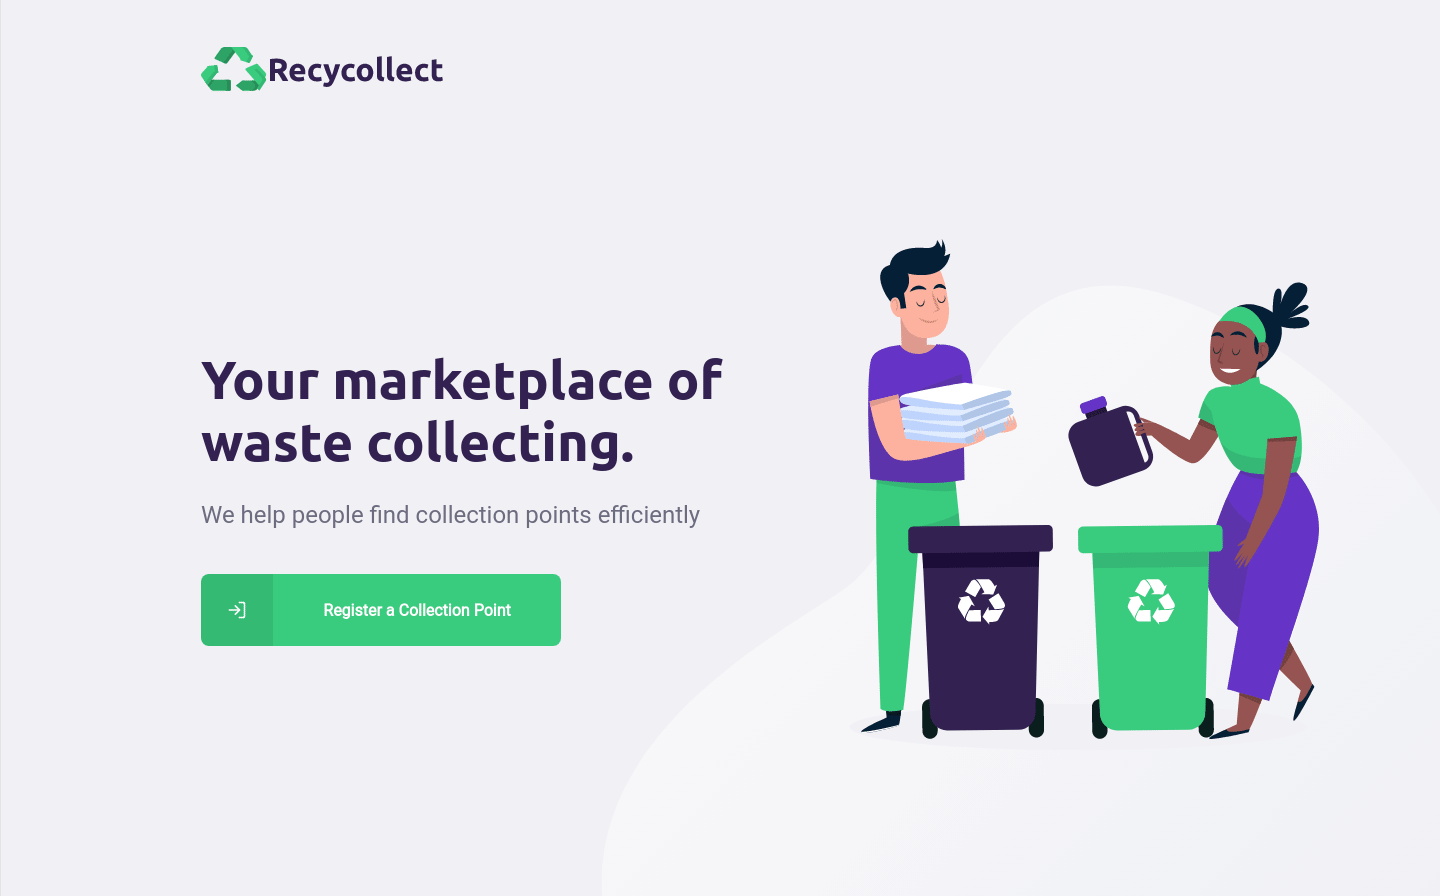 Recycollect
Your marketplace of
waste collecting.
We help people find collection points efficiently
Register a Collection Point